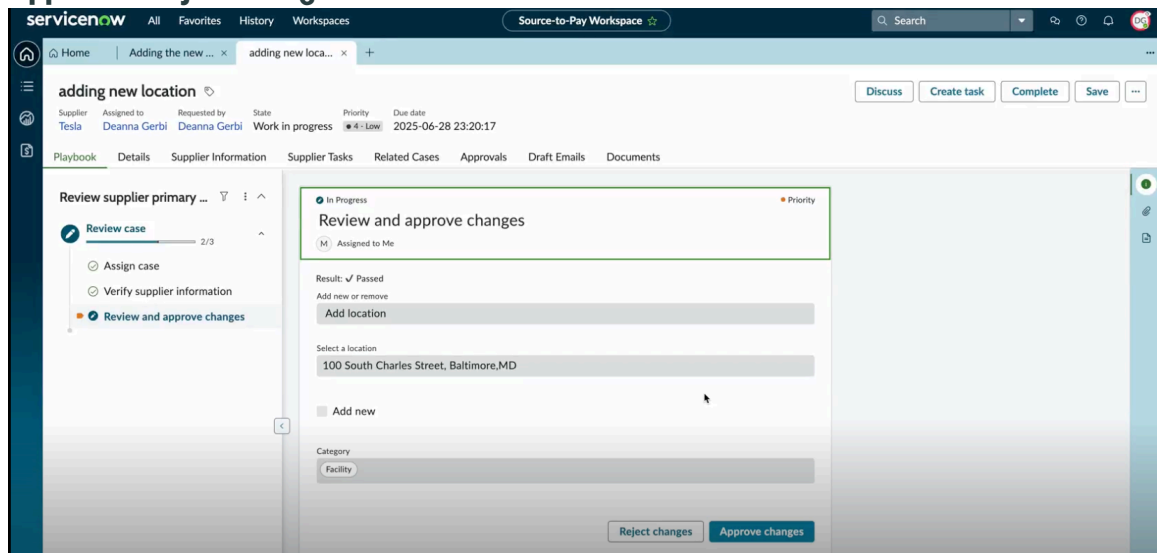 servicenow All Favorites History Workspaces Source-to-Pay Workspace ☆ Search DG
Home Adding the new ... × adding new loca... × + ...
adding new location
Discuss Create task Complete Save ...
Supplier Assigned to Requested by State Priority Due date
Tesla Deanna Gerbi Deanna Gerbi Work in progress 4 - Low 2025-06-28 23:20:17
Playbook Details Supplier Information Supplier Tasks Related Cases Approvals Draft Emails Documents
Review supplier primary ...
Review case
2/3
Assign case
Verify supplier information
Review and approve changes
In Progress Priority
Review and approve changes
M Assigned to Me
Result: ✓ Passed
Add new or remove
Add location
Select a location
100 South Charles Street, Baltimore,MD
Add new
Category
Facility
Reject changes Approve changes